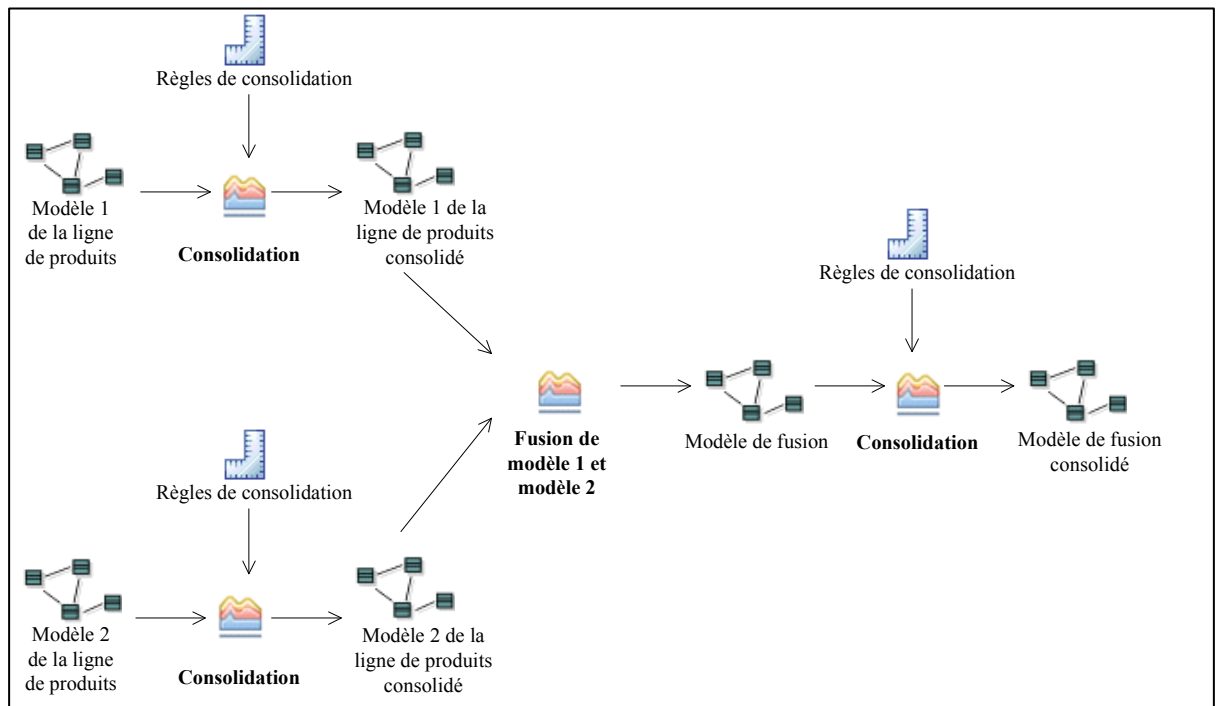 Règles de consolidation
Modèle 1
de la ligne
de produits
Consolidation
Modèle 1 de la
ligne de produits
consolidé
Règles de consolidation
Fusion de
modèle 1 et
modèle 2
Modèle de fusion
Consolidation
Modèle de fusion
consolidé
Règles de consolidation
Modèle 2
de la ligne
de produits
Consolidation
Modèle 2 de la
ligne de produits
consolidé